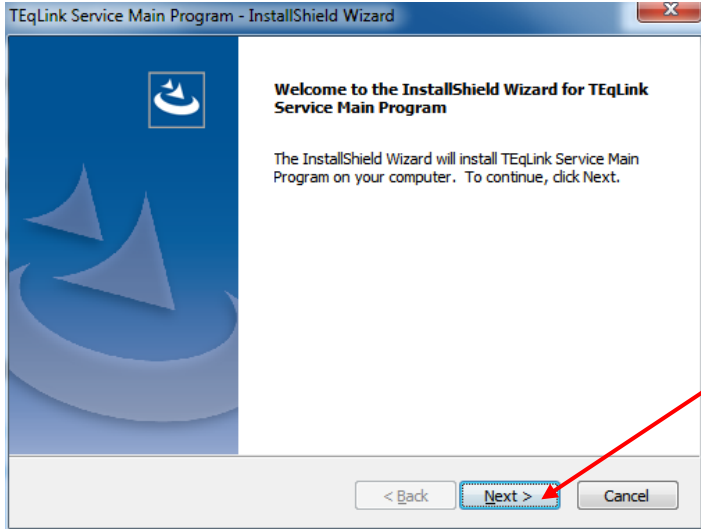 TEqLink Service Main Program - InstallShield Wizard
Welcome to the InstallShield Wizard for TEqLink
Service Main Program
The InstallShield Wizard will install TEqLink Service Main
Program on your computer. To continue, click Next.
< Back
Next >
Cancel